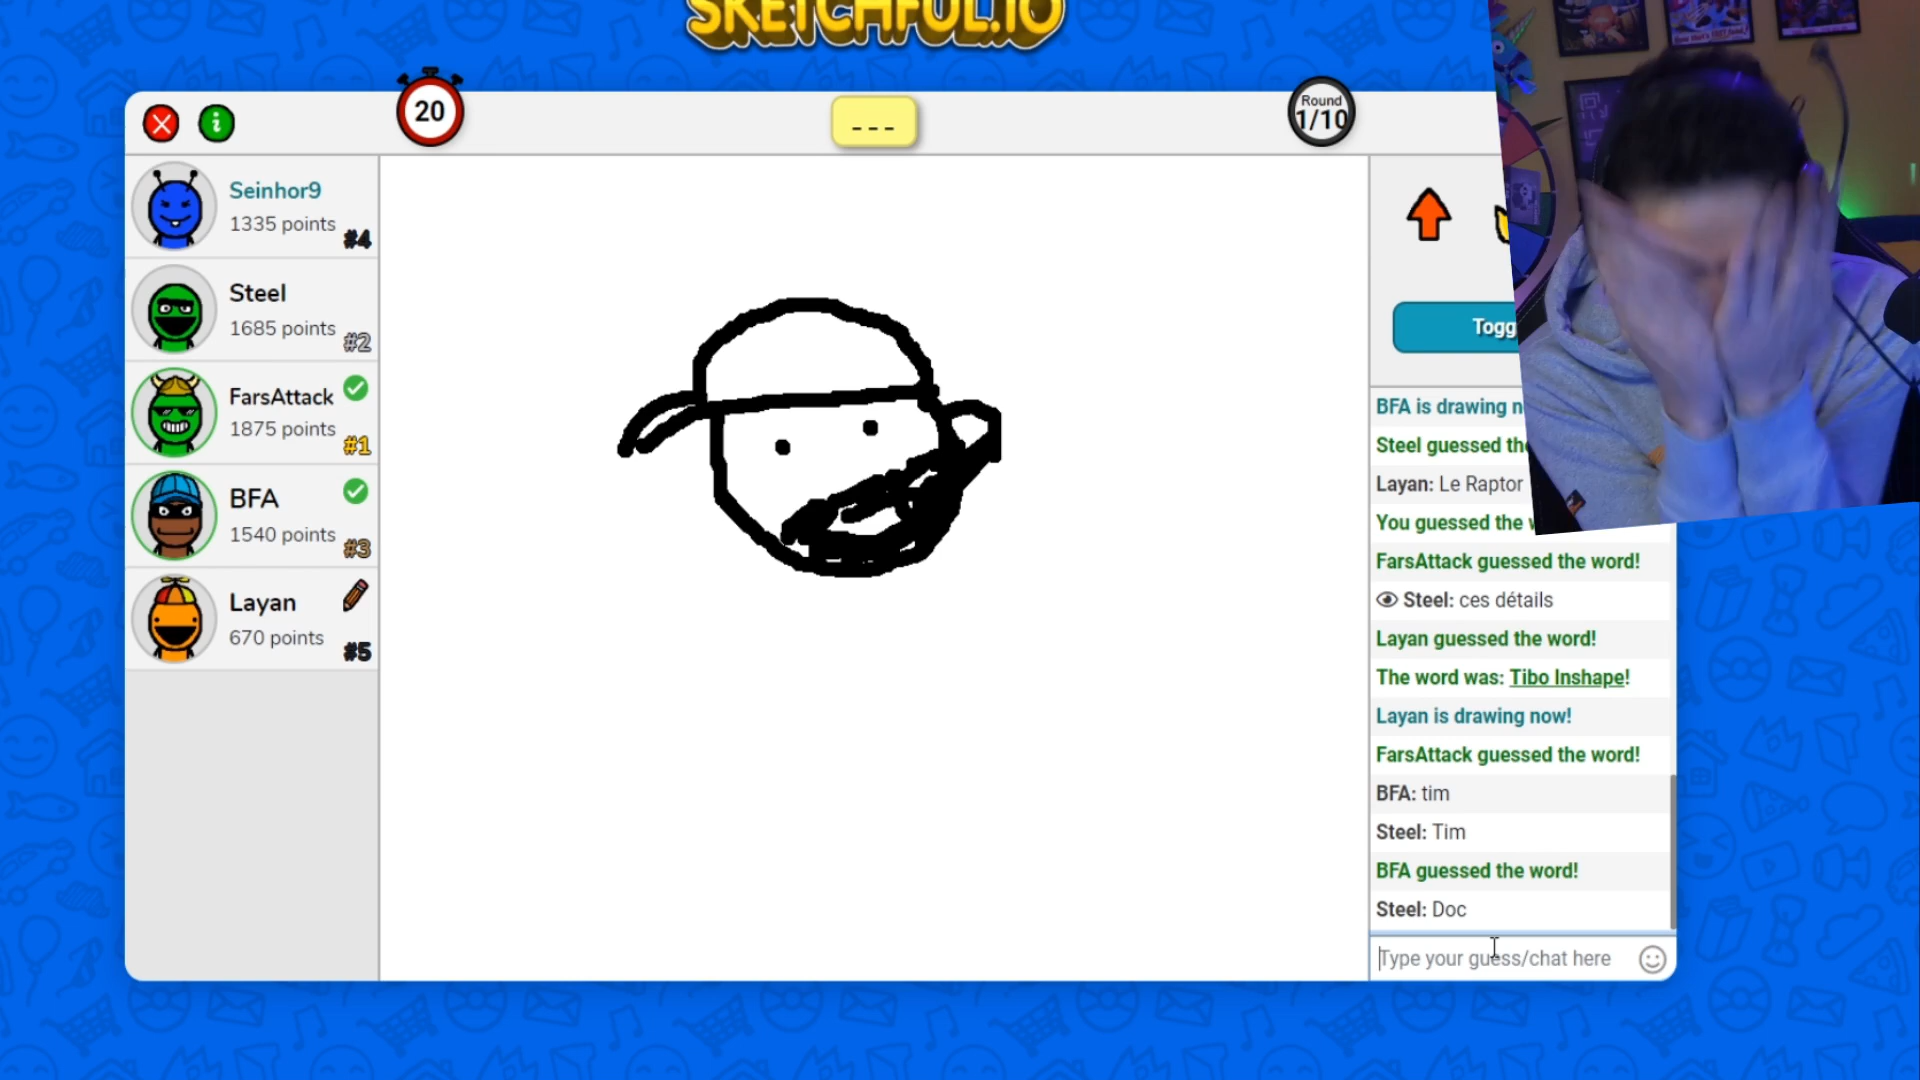 SKETCHFUL.IO
20
_ _ _
Round
1/10
Seinhor9
1335 points
#4
Steel
1685 points
#2
FarsAttack
1875 points
#1
BFA
1540 points
#3
Layan
670 points
#5
Togg
BFA is drawing n
Steel guessed the
Layan: Le Raptor
You guessed the
FarsAttack guessed the word!
Steel: ces détails
Layan guessed the word!
The word was: Tibo Inshape!
Layan is drawing now!
FarsAttack guessed the word!
BFA: tim
Steel: Tim
BFA guessed the word!
Steel: Doc
Type your guess/chat here